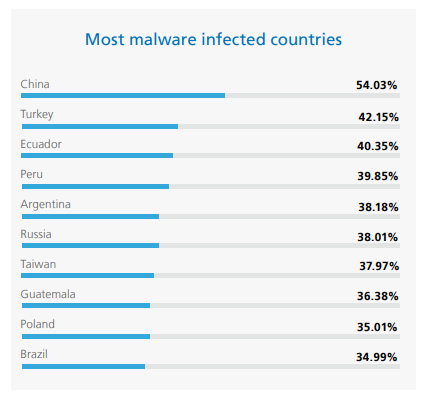 Most malware infected countries
China 54.03%
Turkey 42.15%
Ecuador 40.35%
Peru 39.85%
Argentina 38.18%
Russia 38.01%
Taiwan 37.97%
Guatemala 36.38%
Poland 35.01%
Brazil 34.99%